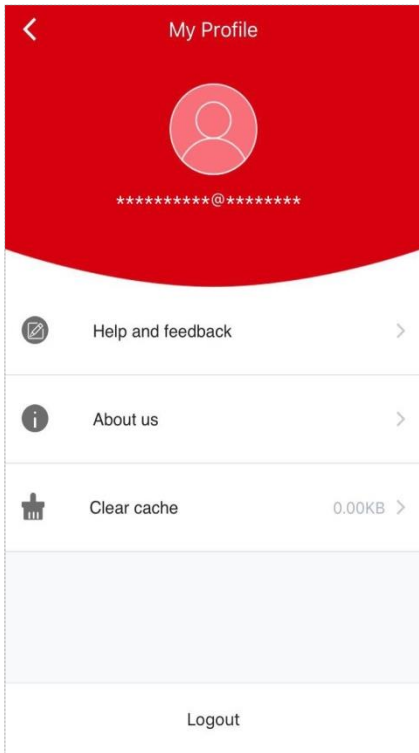 My Profile
**********@********
Help and feedback
About us
Clear cache 0.00KB
Logout